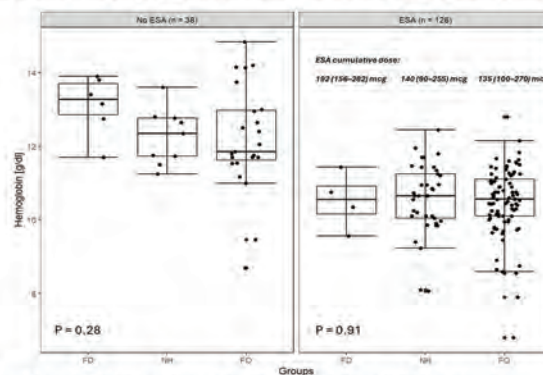 No ESA (n = 38)
ESA (n = 126)
ESA cumulative dose:
192 (156–262) mcg
140 (90–255) mcg
135 (100–270) mcg
14
12
10
8
Hemoglobin [g/dl]
P = 0.28
P = 0.91
FD
NH
FO
FD
NH
FO
Groups